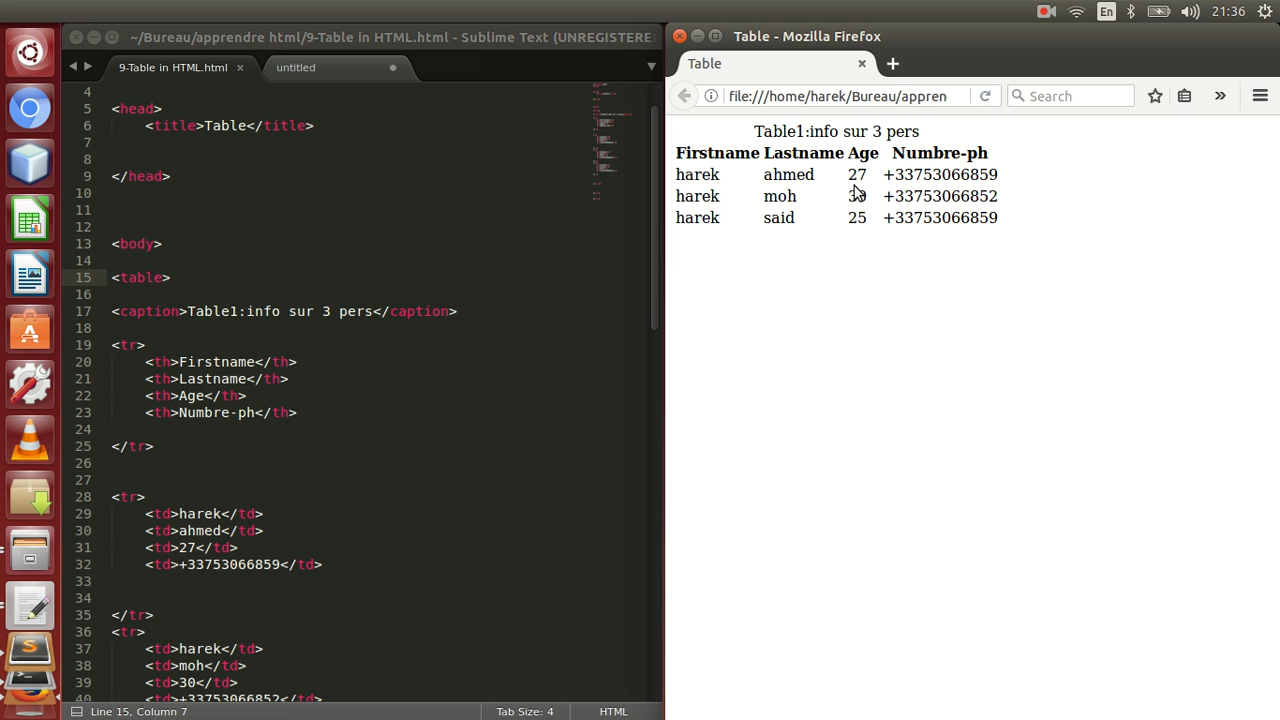 En
21:36
~/Bureau/apprendre html/9-Table in HTML.html - Sublime Text (UNREGISTERE
9-Table in HTML.html
untitled
4
5 <head>
6 <title>Table</title>
7
8
9 </head>
10
11
12
13 <body>
14
15 <table>
16
17 <caption>Table1:info sur 3 pers</caption>
18
19 <tr>
20 <th>Firstname</th>
21 <th>Lastname</th>
22 <th>Age</th>
23 <th>Numbre-ph</th>
24
25 </tr>
26
27
28 <tr>
29 <td>harek</td>
30 <td>ahmed</td>
31 <td>27</td>
32 <td>+33753066859</td>
33
34
35 </tr>
36 <tr>
37 <td>harek</td>
38 <td>moh</td>
39 <td>30</td>
40 <td>+33753066852</td>
Line 15, Column 7
Tab Size: 4
HTML
Table - Mozilla Firefox
Table
file:///home/harek/Bureau/appren
Search
Table1:info sur 3 pers
Firstname Lastname Age Numbre-ph
harek ahmed 27 +33753066859
harek moh +33753066852
harek said 25 +33753066859